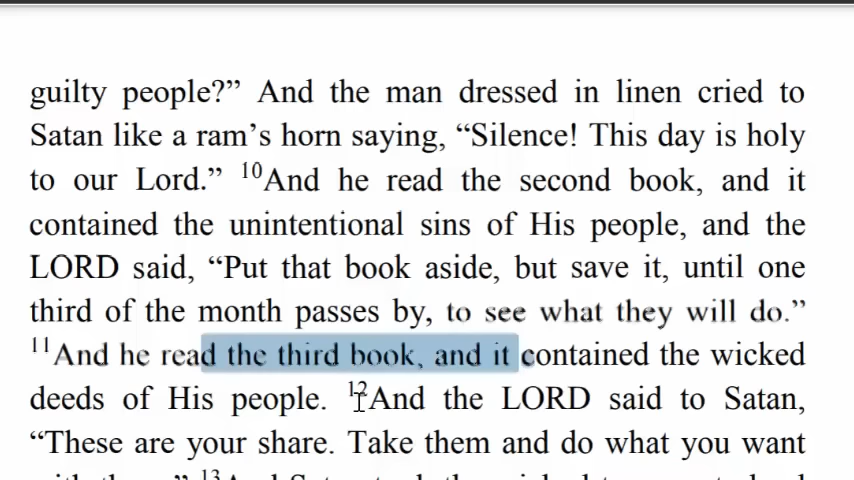 guilty people?” And the man dressed in linen cried to
Satan like a ram’s horn saying, “Silence! This day is holy
to our Lord.” 10And he read the second book, and it
contained the unintentional sins of His people, and the
LORD said, “Put that book aside, but save it, until one
third of the month passes by, to see what they will do.”
11And he read the third book, and it contained the wicked
deeds of His people. 12And the LORD said to Satan,
“These are your share. Take them and do what you want